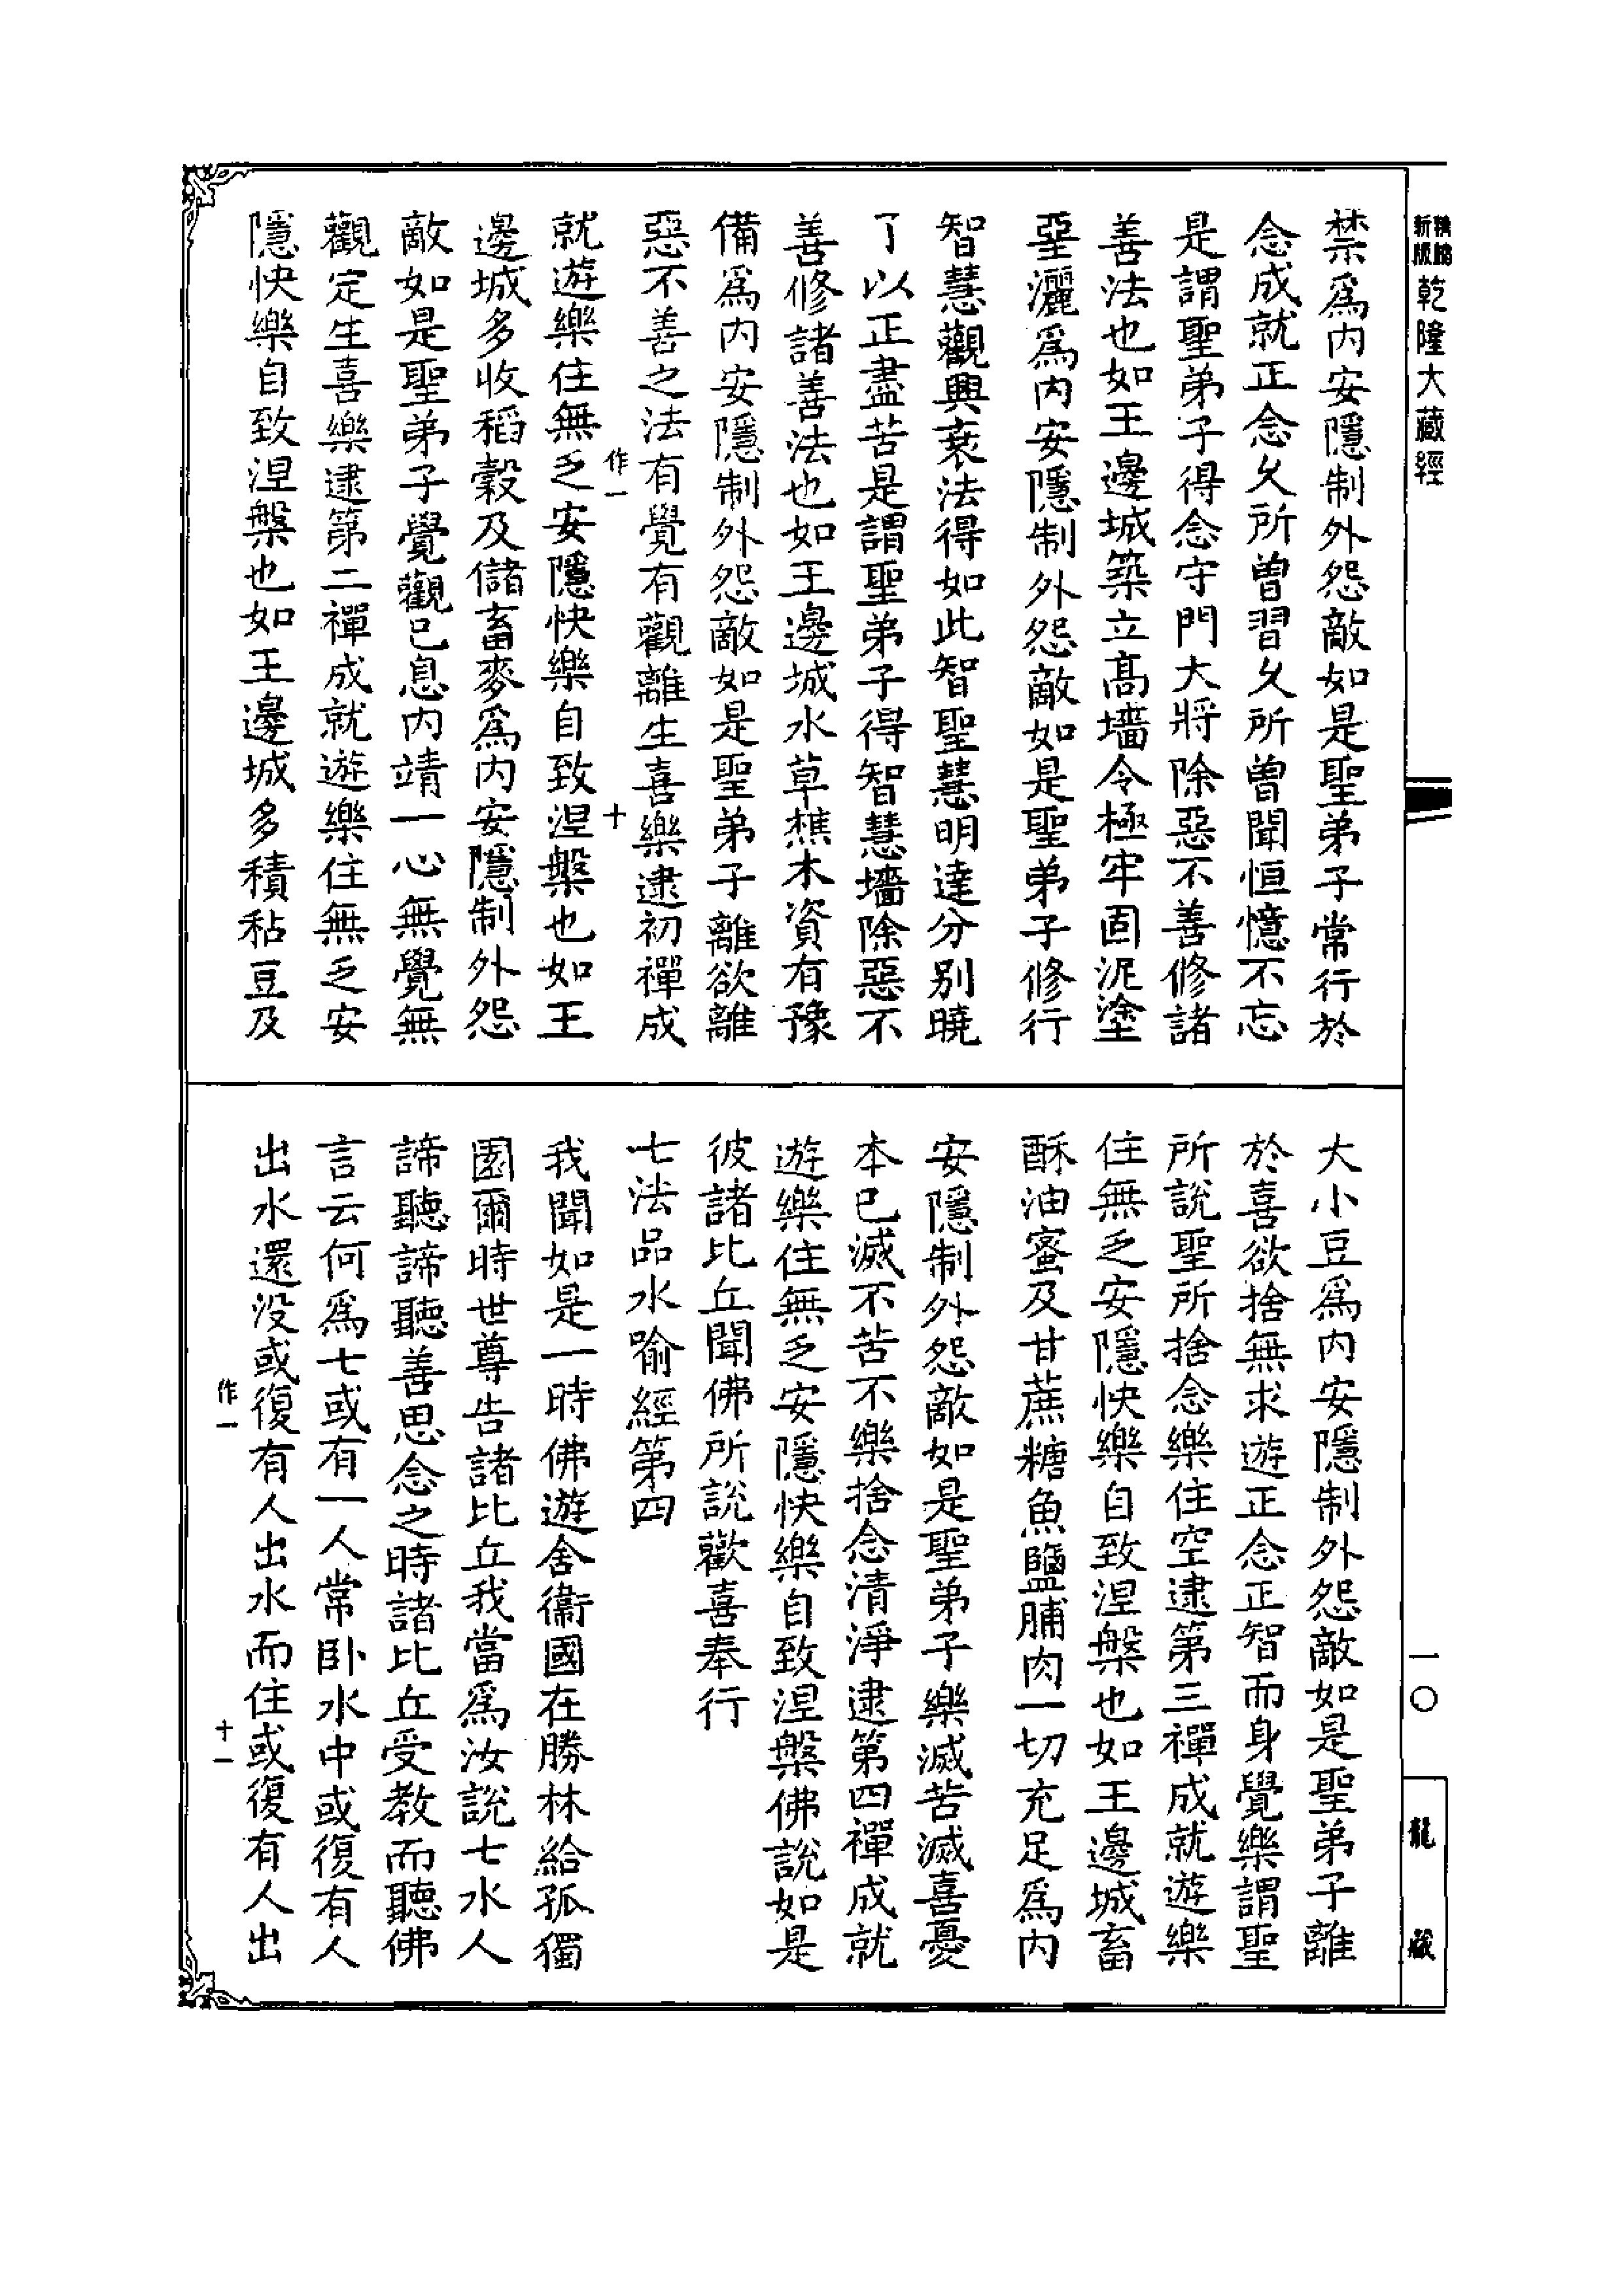 新版
乾隆大藏經
一〇
龍藏
禁爲内安隱制外怨敵如是聖弟子常行於
念成就正念久所曾習久所曾聞恒憶不忘
是謂聖弟子得念守門大將除惡不善修諸
善法也如王邊城築立高墻令極牢固泥塗
堊灑爲内安隱制外怨敵如是聖弟子修行
智慧觀興衰法得如此智聖慧明達分别曉
了以正盡苦是謂聖弟子得智慧墻除惡不
善修諸善法也如王邊城水草樵木資有豫
備爲内安隱制外怨敵如是聖弟子離欲離
惡不善之法有覺有觀離生喜樂逮初禪成
作一
十
就遊樂住無乏安隱快樂自致涅槃也如王
邊城多收稻穀及儲畜麥爲内安隱制外怨
敵如是聖弟子覺觀已息内靖一心無覺無
觀定生喜樂逮第二禪成就遊樂住無乏安
隱快樂自致涅槃也如王邊城多積秥豆及
大小豆爲内安隱制外怨敵如是聖弟子離
於喜欲捨無求遊正念正智而身覺樂謂聖
所説聖所捨念樂住空逮第三禪成就遊樂
住無乏安隱快樂自致涅槃也如王邊城畜
酥油蜜及甘蔗糖魚鹽脯肉一切充足爲内
安隱制外怨敵如是聖弟子樂滅苦滅喜憂
本已滅不苦不樂捨念清淨逮第四禪成就
遊樂住無乏安隱快樂自致涅槃佛説如是
彼諸比丘聞佛所説歡喜奉行
七法品水喻經第四
我聞如是一時佛遊舍衞國在勝林給孤獨
園爾時世尊告諸比丘我當爲汝説七水人
諦聽諦聽善思念之時諸比丘受教而聽佛
言云何爲七或有一人常卧水中或復有人
出水還没或復有人出水而住或復有人出
作一
十一